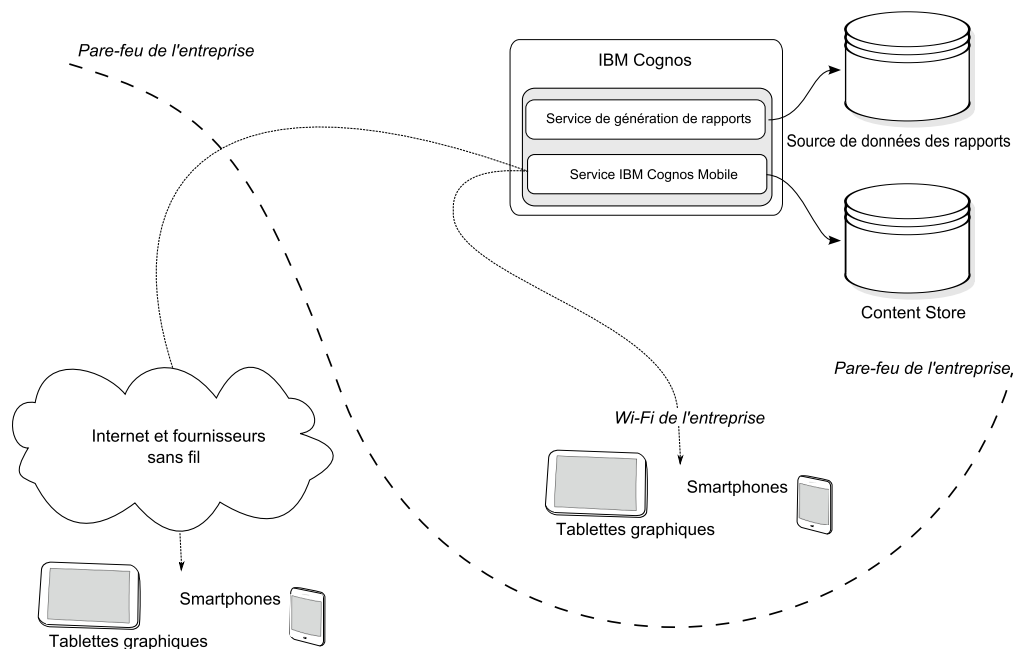 Pare-feu de l'entreprise
IBM Cognos
Service de génération de rapports
Source de données des rapports
Service IBM Cognos Mobile
Content Store
Pare-feu de l'entreprise
Internet et fournisseurs
sans fil
Wi-Fi de l'entreprise
Smartphones
Tablettes graphiques
Smartphones
Tablettes graphiques